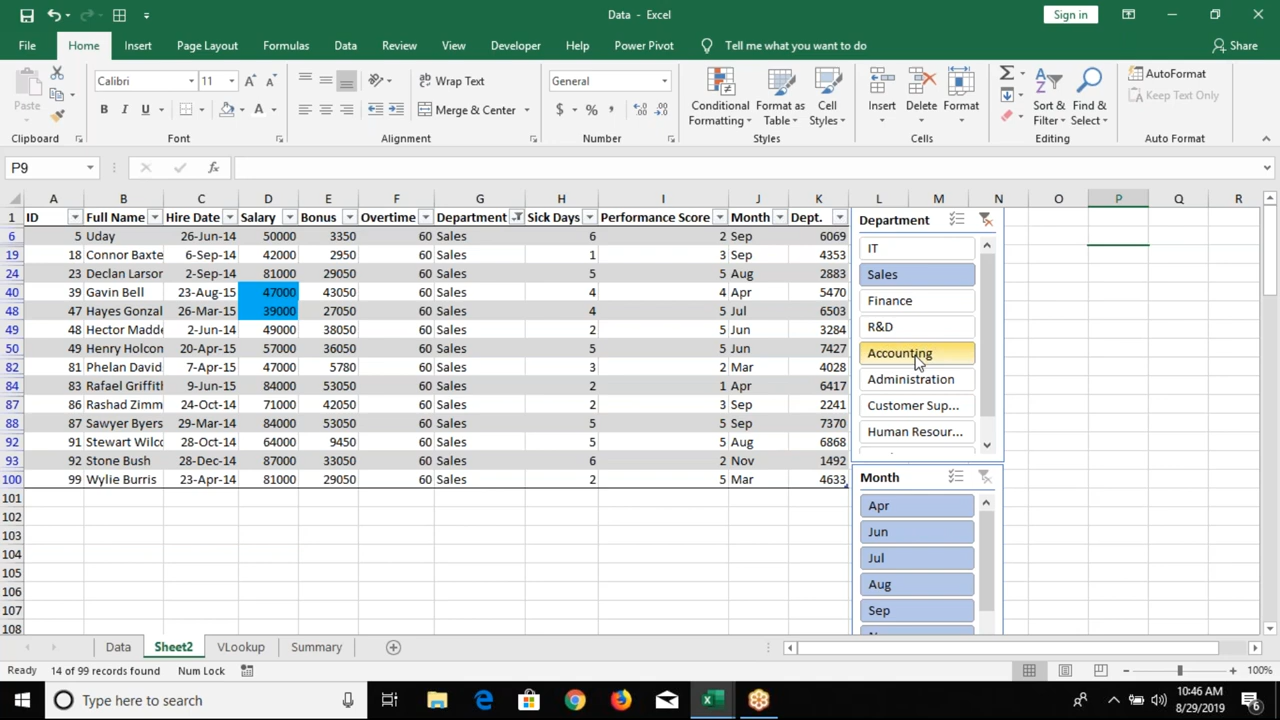 Data - Excel
Sign in
File Home Insert Page Layout Formulas Data Review View Developer Help Power Pivot Tell me what you want to do Share
Paste
Clipboard
Calibri 11
B I U
Font
Wrap Text
Merge & Center
Alignment
General
$ % ,
Number
Conditional Formatting
Format as Table
Cell Styles
Styles
Insert Delete Format
Cells
Sort & Filter
Find & Select
Editing
AutoFormat
Keep Text Only
Auto Format
P9
A B C D E F G H I J K L M N O P Q R
1 ID Full Name Hire Date Salary Bonus Overtime Department Sick Days Performance Score Month Dept.
6 5 Uday 26-Jun-14 50000 3350 60 Sales 6 2 Sep 6069
19 18 Connor Baxte 6-Sep-14 42000 2950 60 Sales 1 3 Sep 4353
24 23 Declan Larson 2-Sep-14 81000 29050 60 Sales 5 5 Aug 2883
40 39 Gavin Bell 23-Aug-15 47000 43050 60 Sales 4 4 Apr 5470
48 47 Hayes Gonzal 26-Mar-15 39000 27050 60 Sales 4 5 Jul 6503
49 48 Hector Madde 2-Jun-14 49000 38050 60 Sales 2 5 Jun 3284
50 49 Henry Holcom 20-Apr-15 57000 36050 60 Sales 5 5 Jun 7427
82 81 Phelan David 7-Apr-15 47000 5780 60 Sales 3 2 Mar 4028
84 83 Rafael Griffith 9-Jun-15 84000 53050 60 Sales 2 1 Apr 6417
87 86 Rashad Zimm 24-Oct-14 71000 42050 60 Sales 2 3 Sep 2241
88 87 Sawyer Byers 29-Mar-14 84000 53050 60 Sales 5 5 Sep 7370
92 91 Stewart Wilco 28-Oct-14 64000 9450 60 Sales 5 5 Aug 6868
93 92 Stone Bush 28-Dec-14 87000 33050 60 Sales 6 2 Nov 1492
100 99 Wylie Burris 23-Apr-14 81000 29050 60 Sales 2 5 Mar 4633
101
102
103
104
105
106
107
108
Department
IT
Sales
Finance
R&D
Accounting
Administration
Customer Sup...
Human Resour...
Month
Apr
Jun
Jul
Aug
Sep
Data Sheet2 VLookup Summary
Ready 14 of 99 records found Num Lock 100%
Type here to search
10:46 AM
8/29/2019
6